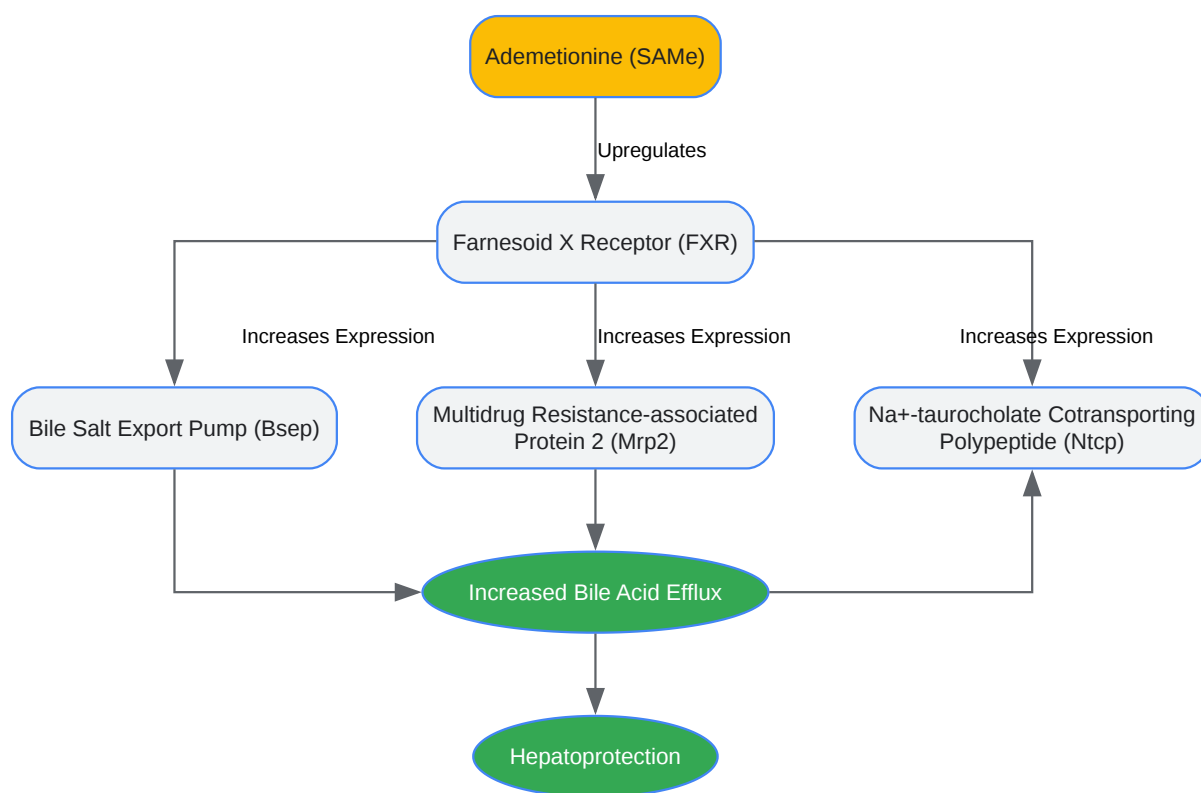 Ademetionine (SAMe)
Upregulates
Farnesoid X Receptor (FXR)
Increases Expression
Increases Expression
Increases Expression
Bile Salt Export Pump (Bsep)
Multidrug Resistance-associated
Protein 2 (Mrp2)
Na+-taurocholate Cotransporting
Polypeptide (Ntcp)
Increased Bile Acid Efflux
Hepatoprotection